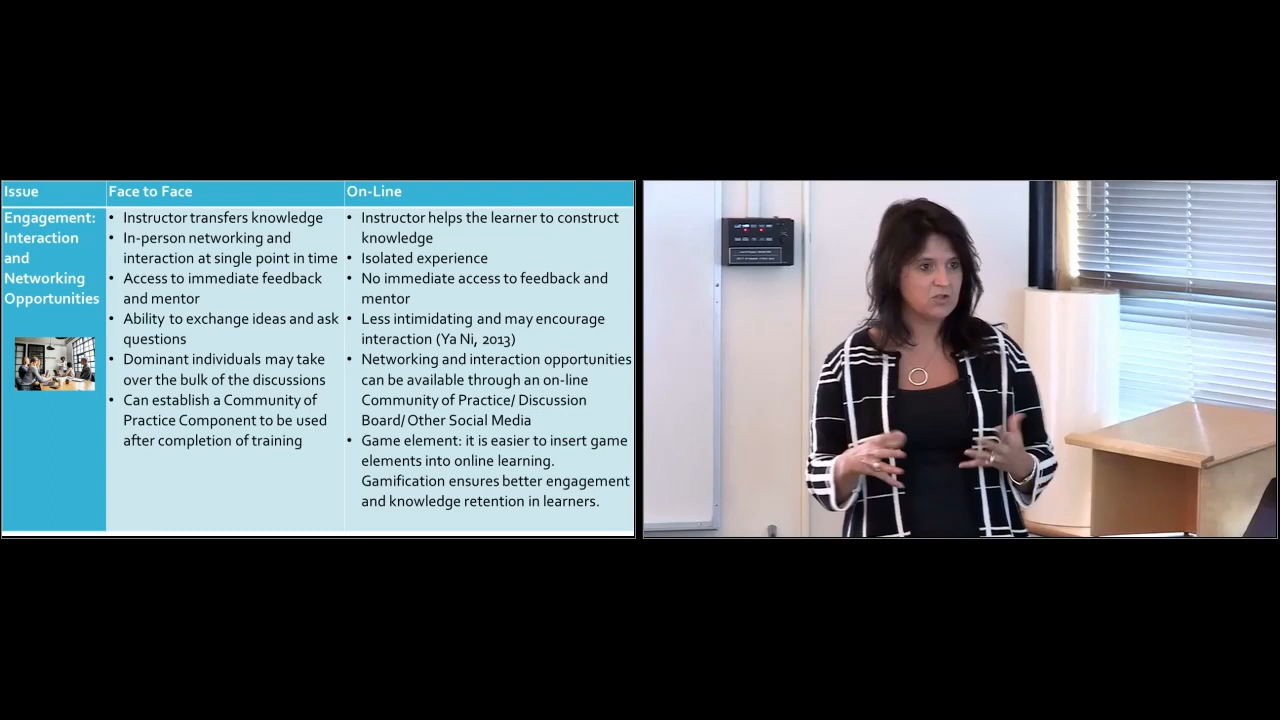 Issue
Face to Face
On-Line
Engagement:
Interaction
and
Networking
Opportunities
• Instructor transfers knowledge
• In-person networking and
interaction at single point in time
• Access to immediate feedback
and mentor
• Ability to exchange ideas and ask
questions
• Dominant individuals may take
over the bulk of the discussions
• Can establish a Community of
Practice Component to be used
after completion of training
• Instructor helps the learner to construct
knowledge
• Isolated experience
• No immediate access to feedback and
mentor
• Less intimidating and may encourage
interaction (Ya Ni, 2013)
• Networking and interaction opportunities
can be available through an on-line
Community of Practice/ Discussion
Board/ Other Social Media
• Game element: it is easier to insert game
elements into online learning.
Gamification ensures better engagement
and knowledge retention in learners.